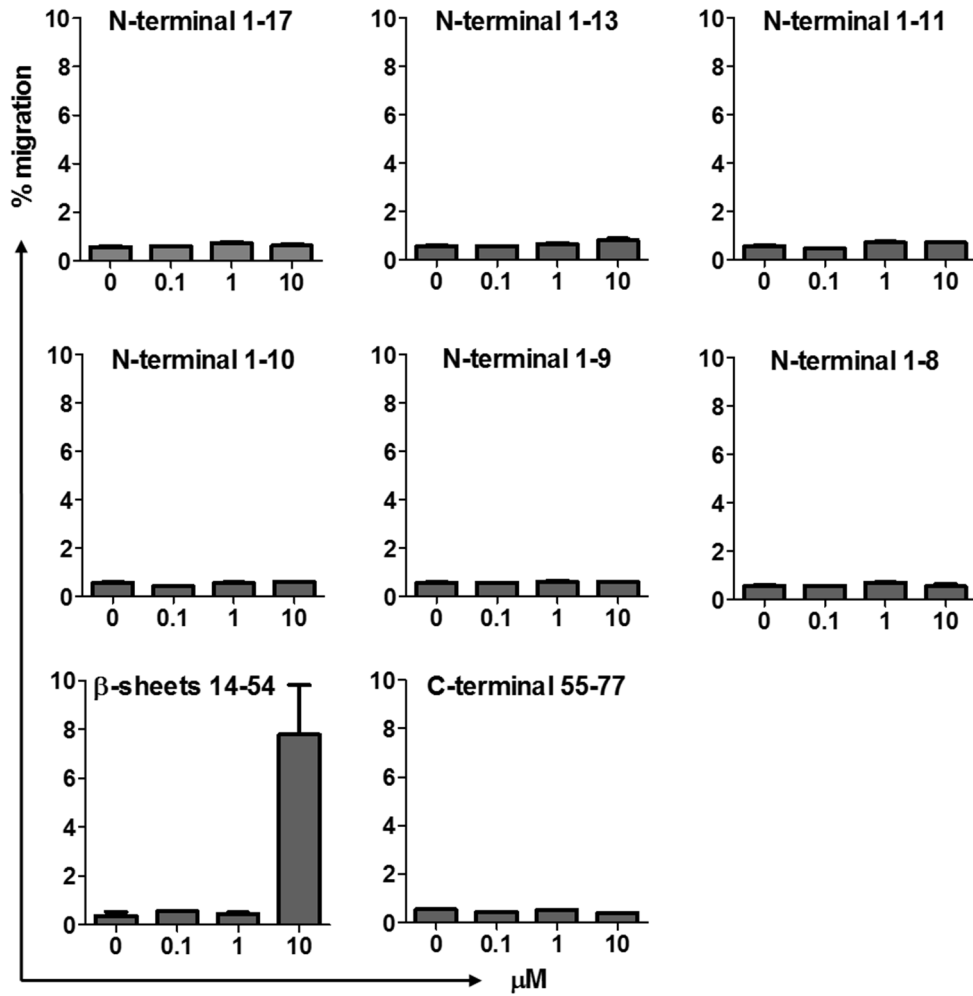 N-terminal 1-17
N-terminal 1-13
N-terminal 1-11
10
8
6
4
2
0
0 0.1 1 10
10
8
6
4
2
0
0 0.1 1 10
10
8
6
4
2
0
0 0.1 1 10
% migration
N-terminal 1-10
N-terminal 1-9
N-terminal 1-8
10
8
6
4
2
0
0 0.1 1 10
10
8
6
4
2
0
0 0.1 1 10
10
8
6
4
2
0
0 0.1 1 10
β-sheets 14-54
C-terminal 55-77
10
8
6
4
2
0
0 0.1 1 10
10
8
6
4
2
0
0 0.1 1 10
μM